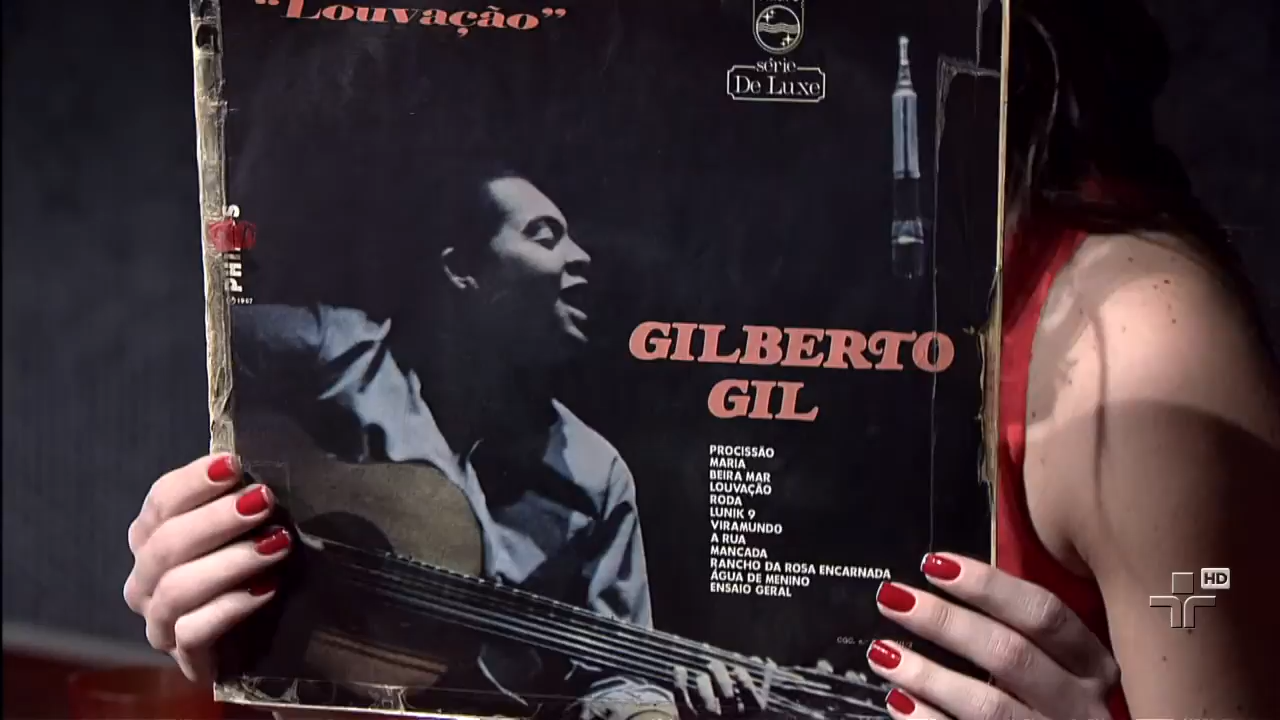 “Louvação”
série
De Luxe
PHILIPS
1967
GILBERTO
GIL
PROCISSÃO
MARIA
BEIRA MAR
LOUVAÇÃO
RODA
LUNIK 9
VIRAMUNDO
A RUA
MANCADA
RANCHO DA ROSA ENCARNADA
ÁGUA DE MENINO
ENSAIO GERAL
HD